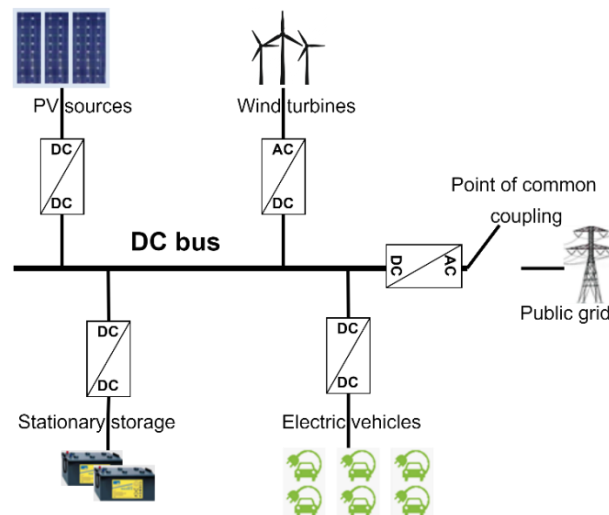 PV sources
Wind turbines
DC
DC
AC
DC
Point of common
coupling
DC bus
DC
AC
Public grid
DC
DC
DC
DC
Stationary storage
Electric vehicles